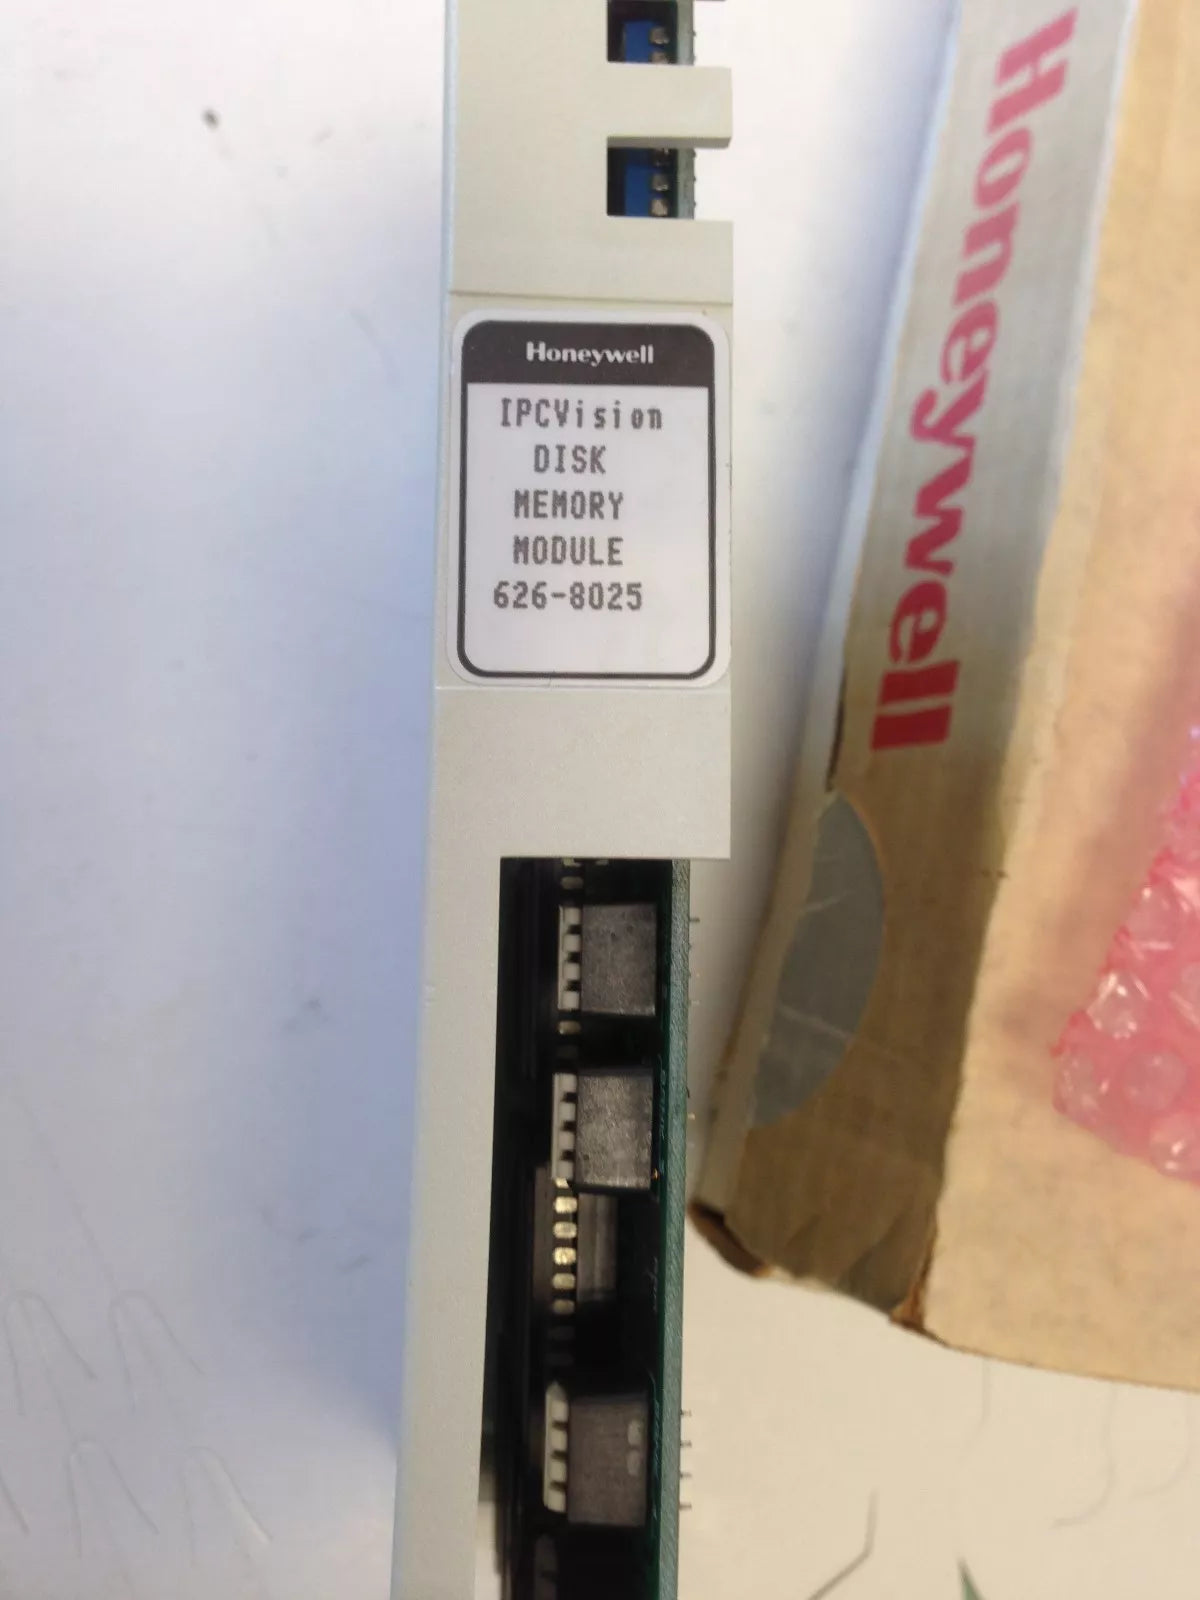 Honeywell
IPCVision
DISK
MEMORY
MODULE
626-8025
Honeywell